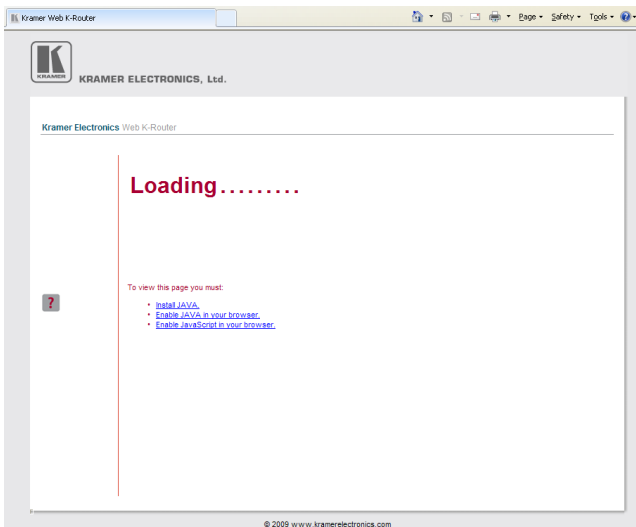 Kramer Web K-Router
Page Safety Tools
K
KRAMER
KRAMER ELECTRONICS, Ltd.
Kramer Electronics Web K-Router
Loading.........
To view this page you must:
• Install JAVA.
• Enable JAVA in your browser.
• Enable JavaScript in your browser.
?
© 2009 www.kramerelectronics.com